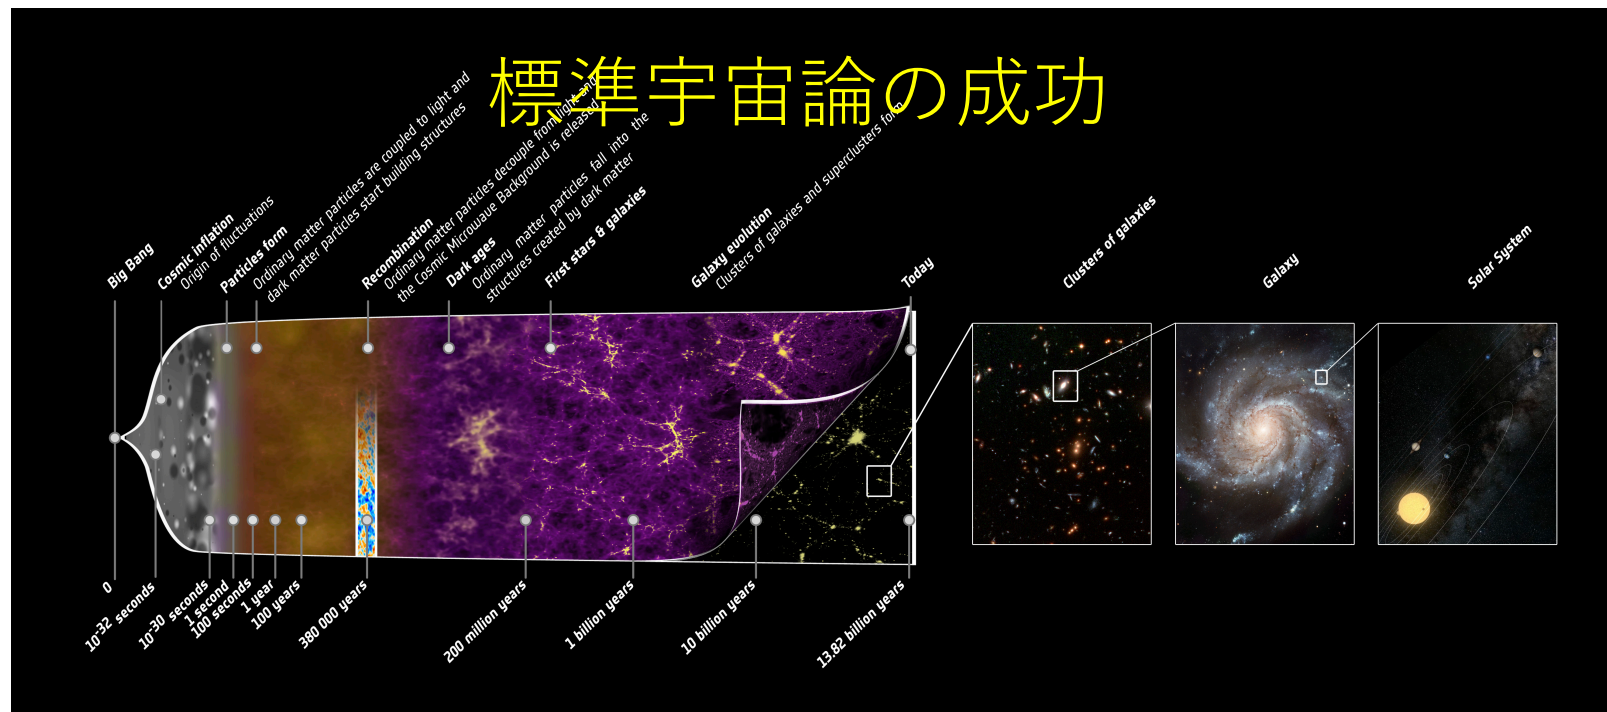 標準宇宙論の成功
Big Bang
Cosmic inflation
Origin of fluctuations
Particles form
Ordinary matter particles are coupled to light and
dark matter particles start building structures
Recombination
Ordinary matter particles decouple from light and
the Cosmic Microwave Background is released
Dark ages
Ordinary matter particles fall into the
structures created by dark matter
First stars & galaxies
Galaxy evolution
Clusters of galaxies and superclusters form
Today
Clusters of galaxies
Galaxy
Solar System
0
10-32 seconds
10-30 seconds
1 second
100 seconds
1 year
100 years
380 000 years
200 million years
1 billion years
10 billion years
13.82 billion years